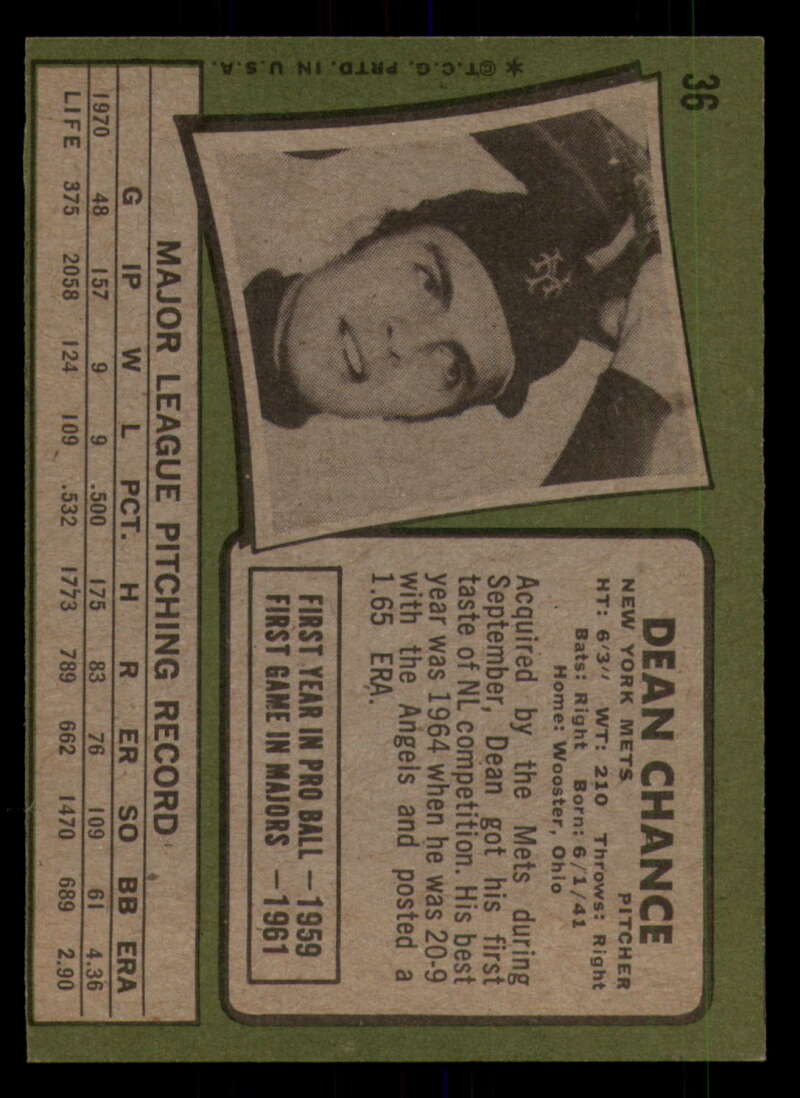 36
DEAN CHANCE
NEW YORK METS PITCHER
HT: 6'3" WT: 210 Throws: Right
Bats: Right Born: 6/1/41
Home: Wooster, Ohio
Acquired by the Mets during
September, Dean got his first
taste of NL competition. His best
year was 1964 when he was 20-9
with the Angels and posted a
1.65 ERA.
FIRST YEAR IN PRO BALL —1959
FIRST GAME IN MAJORS —1961
*©T.C.G. PRTD. IN U.S.A.
MAJOR LEAGUE PITCHING RECORD
G IP W L PCT. H R ER SO BB ERA
1970 48 157 9 9 .500 175 83 76 109 61 4.36
LIFE 375 2058 124 109 .532 1773 789 662 1470 689 2.90
NY